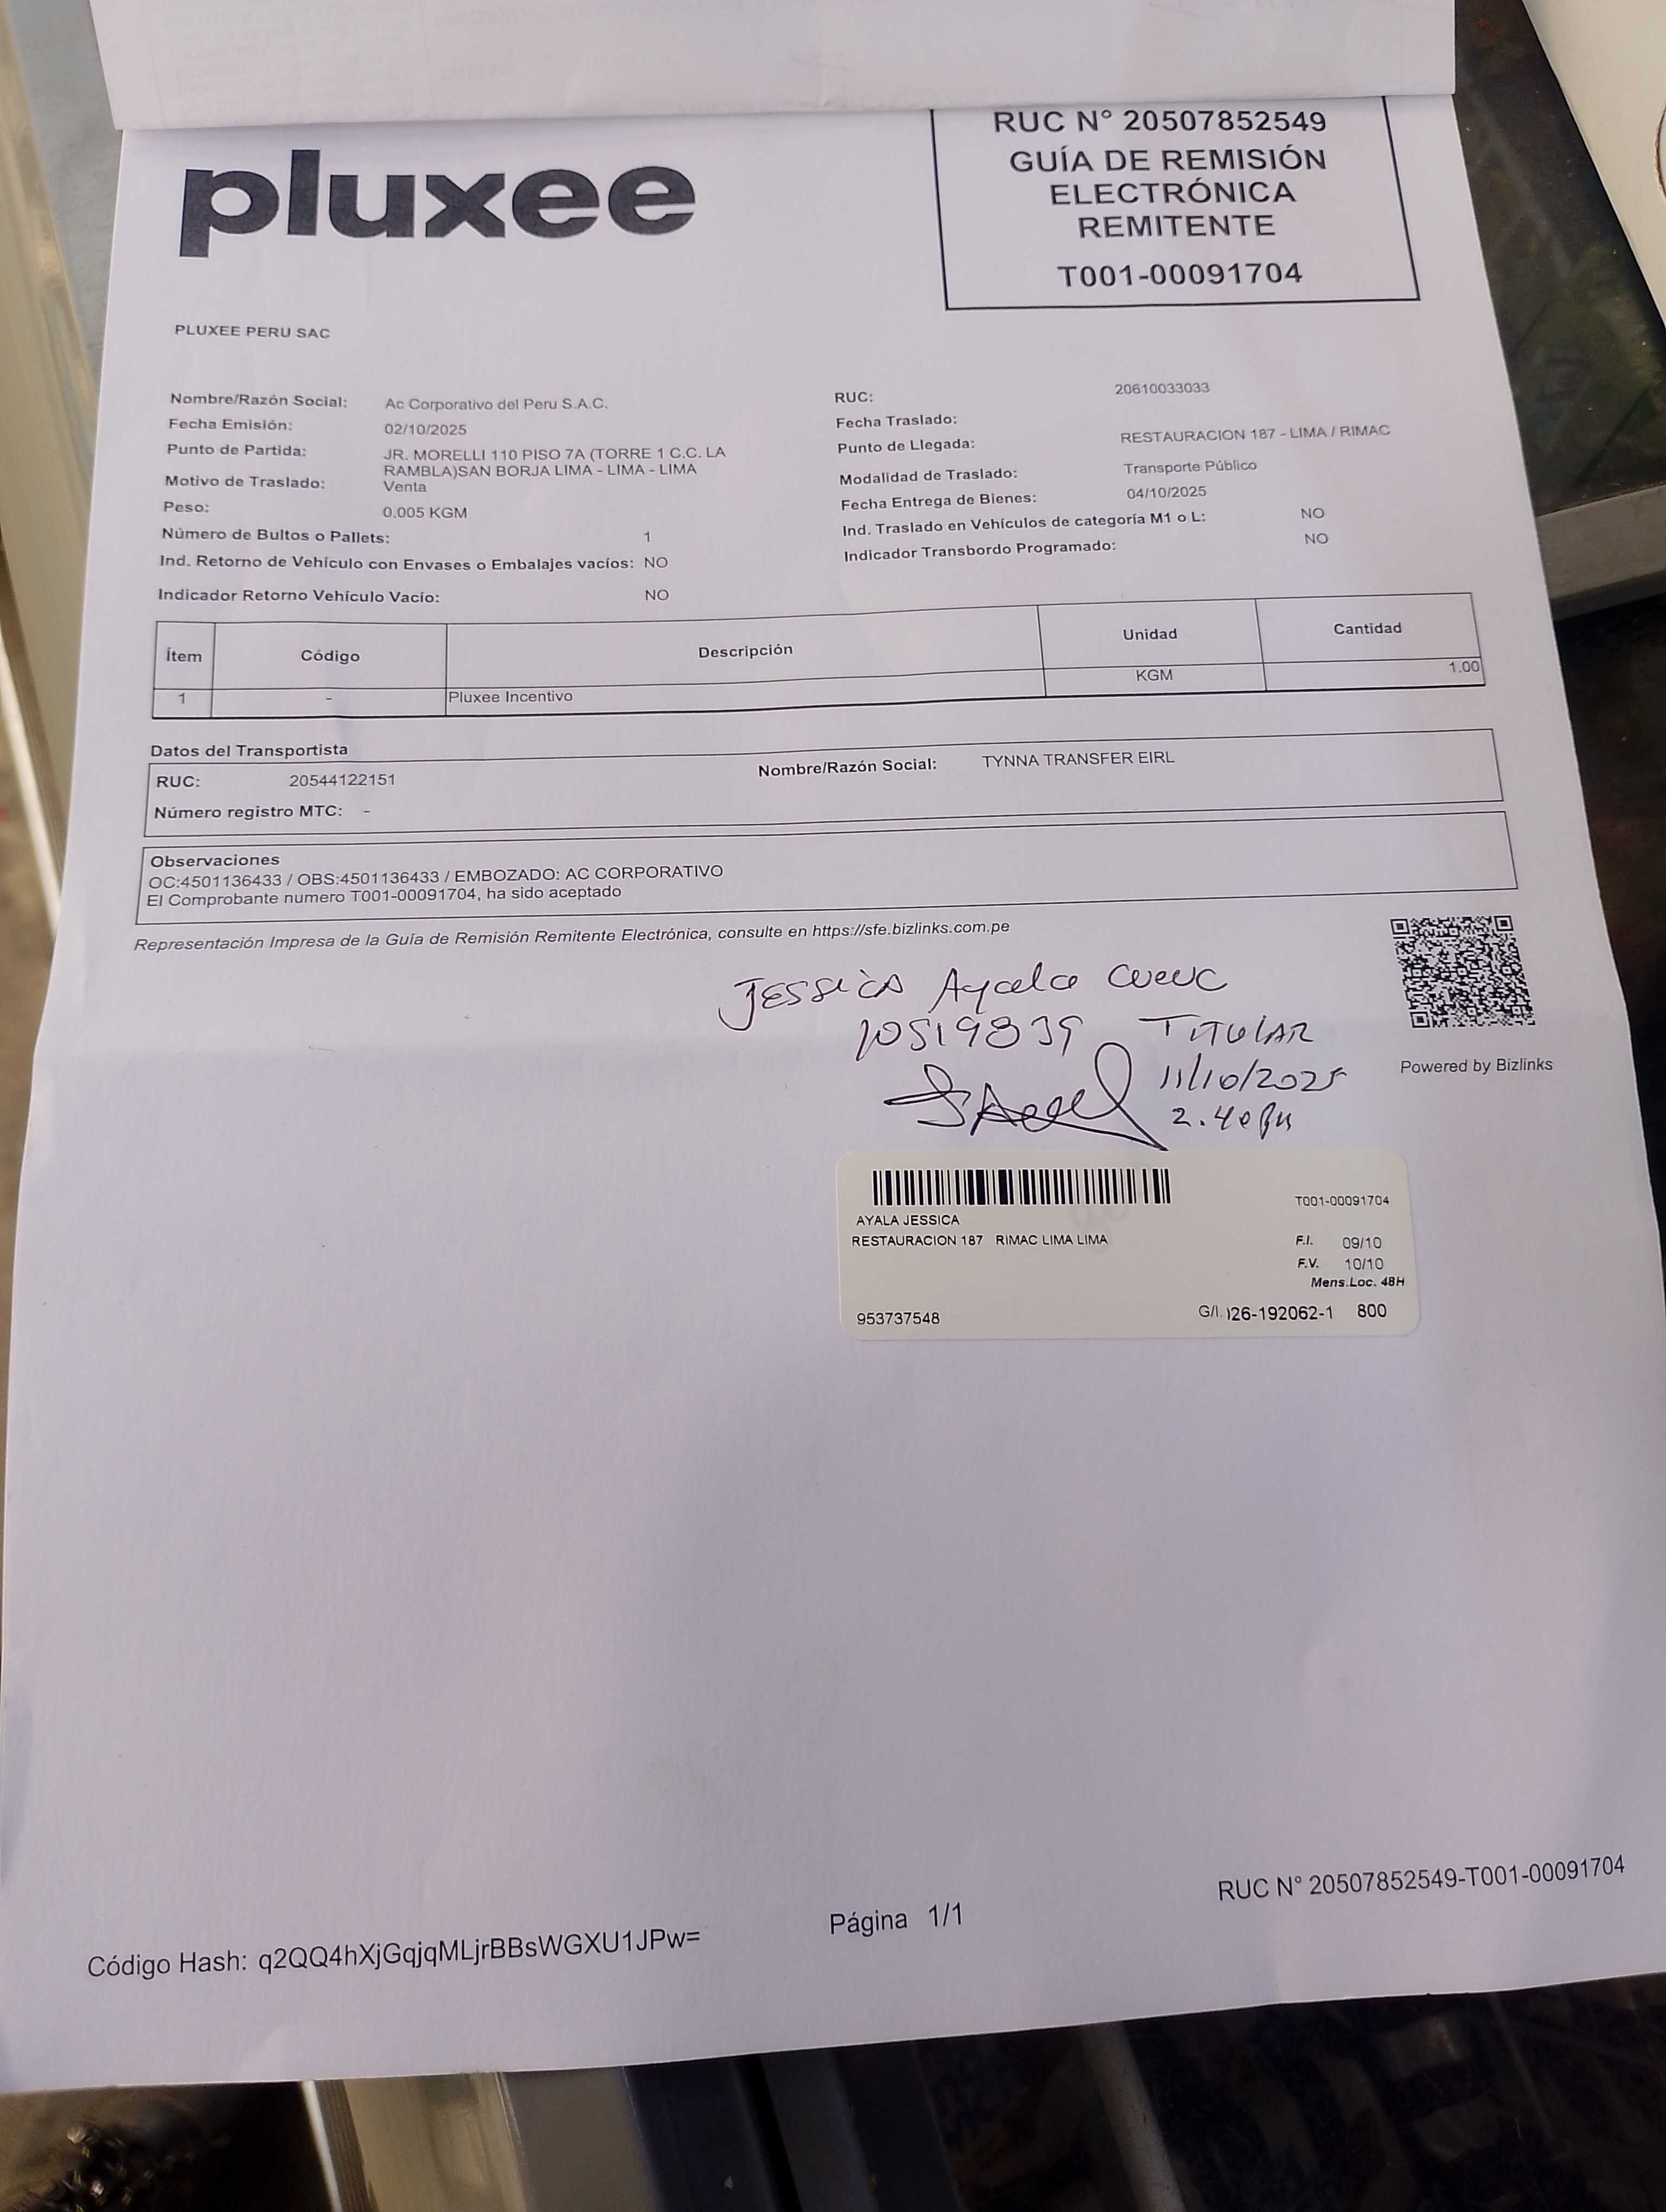 RUC N° 20507852549
GUÍA DE REMISIÓN
ELECTRÓNICA
REMITENTE
T001-00091704
pluxee
PLUXEE PERU SAC
Nombre/Razón Social: Ac Corporativo del Peru S.A.C.
Fecha Emisión: 02/10/2025
Punto de Partida: JR. MORELLI 110 PISO 7A (TORRE 1 C.C. LA
RAMBLA)SAN BORJA LIMA - LIMA - LIMA
Motivo de Traslado: Venta
Peso: 0.005 KGM
Número de Bultos o Pallets: 1
Ind. Retorno de Vehículo con Envases o Embalajes vacíos: NO
Indicador Retorno Vehículo Vacío: NO
RUC: 20610033033
Fecha Traslado:
Punto de Llegada: RESTAURACION 187 - LIMA / RIMAC
Modalidad de Traslado: Transporte Público
Fecha Entrega de Bienes: 04/10/2025
Ind. Traslado en Vehículos de categoría M1 o L: NO
Indicador Transbordo Programado: NO
Ítem Código Descripción Unidad Cantidad
1 - Pluxee Incentivo KGM 1.00
Datos del Transportista
RUC: 20544122151 Nombre/Razón Social: TYNNA TRANSFER EIRL
Número registro MTC: -
Observaciones
OC:4501136433 / OBS:4501136433 / EMBOZADO: AC CORPORATIVO
El Comprobante numero T001-00091704, ha sido aceptado
Representación Impresa de la Guía de Remisión Remitente Electrónica, consulte en https://sfe.bizlinks.com.pe
Jessica Ayala
10519839 TITULAR
11/10/2025
Powered by Bizlinks
T001-00091704
AYALA JESSICA
RESTAURACION 187 RIMAC LIMA LIMA
F.I. 09/10
F.V. 10/10
Mens.Loc. 48H
953737548 G/I. )26-192062-1 800
Código Hash: q2QQ4hXjGqjqMLjrBBsWGXU1JPw=
Página 1/1
RUC N° 20507852549-T001-00091704